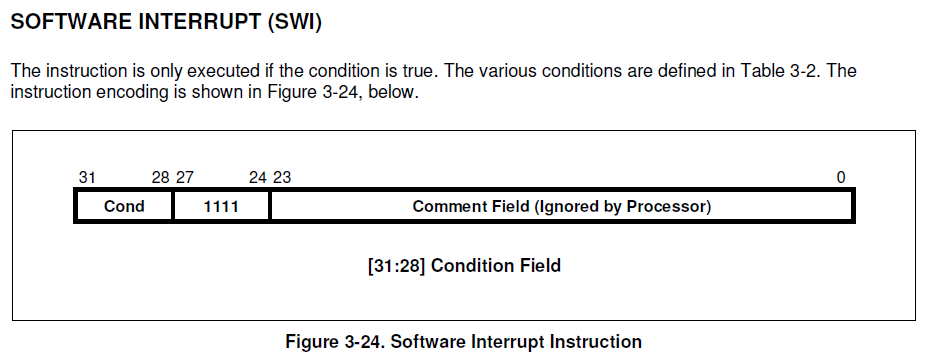 SOFTWARE INTERRUPT (SWI)
The instruction is only executed if the condition is true. The various conditions are defined in Table 3-2. The
instruction encoding is shown in Figure 3-24, below.
31 28 27 24 23 0
Cond 1111 Comment Field (Ignored by Processor)
[31:28] Condition Field
Figure 3-24. Software Interrupt Instruction